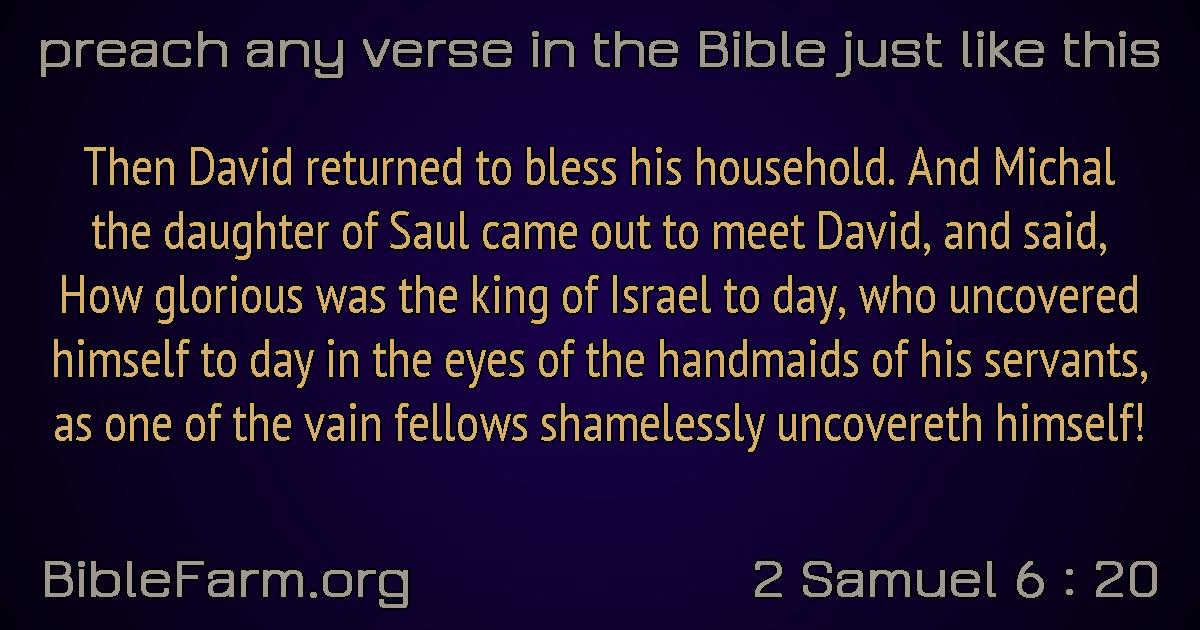 preach any verse in the Bible just like this
Then David returned to bless his household. And Michal
the daughter of Saul came out to meet David, and said,
How glorious was the king of Israel to day, who uncovered
himself to day in the eyes of the handmaids of his servants,
as one of the vain fellows shamelessly uncovereth himself!
BibleFarm.org
2 Samuel 6 : 20